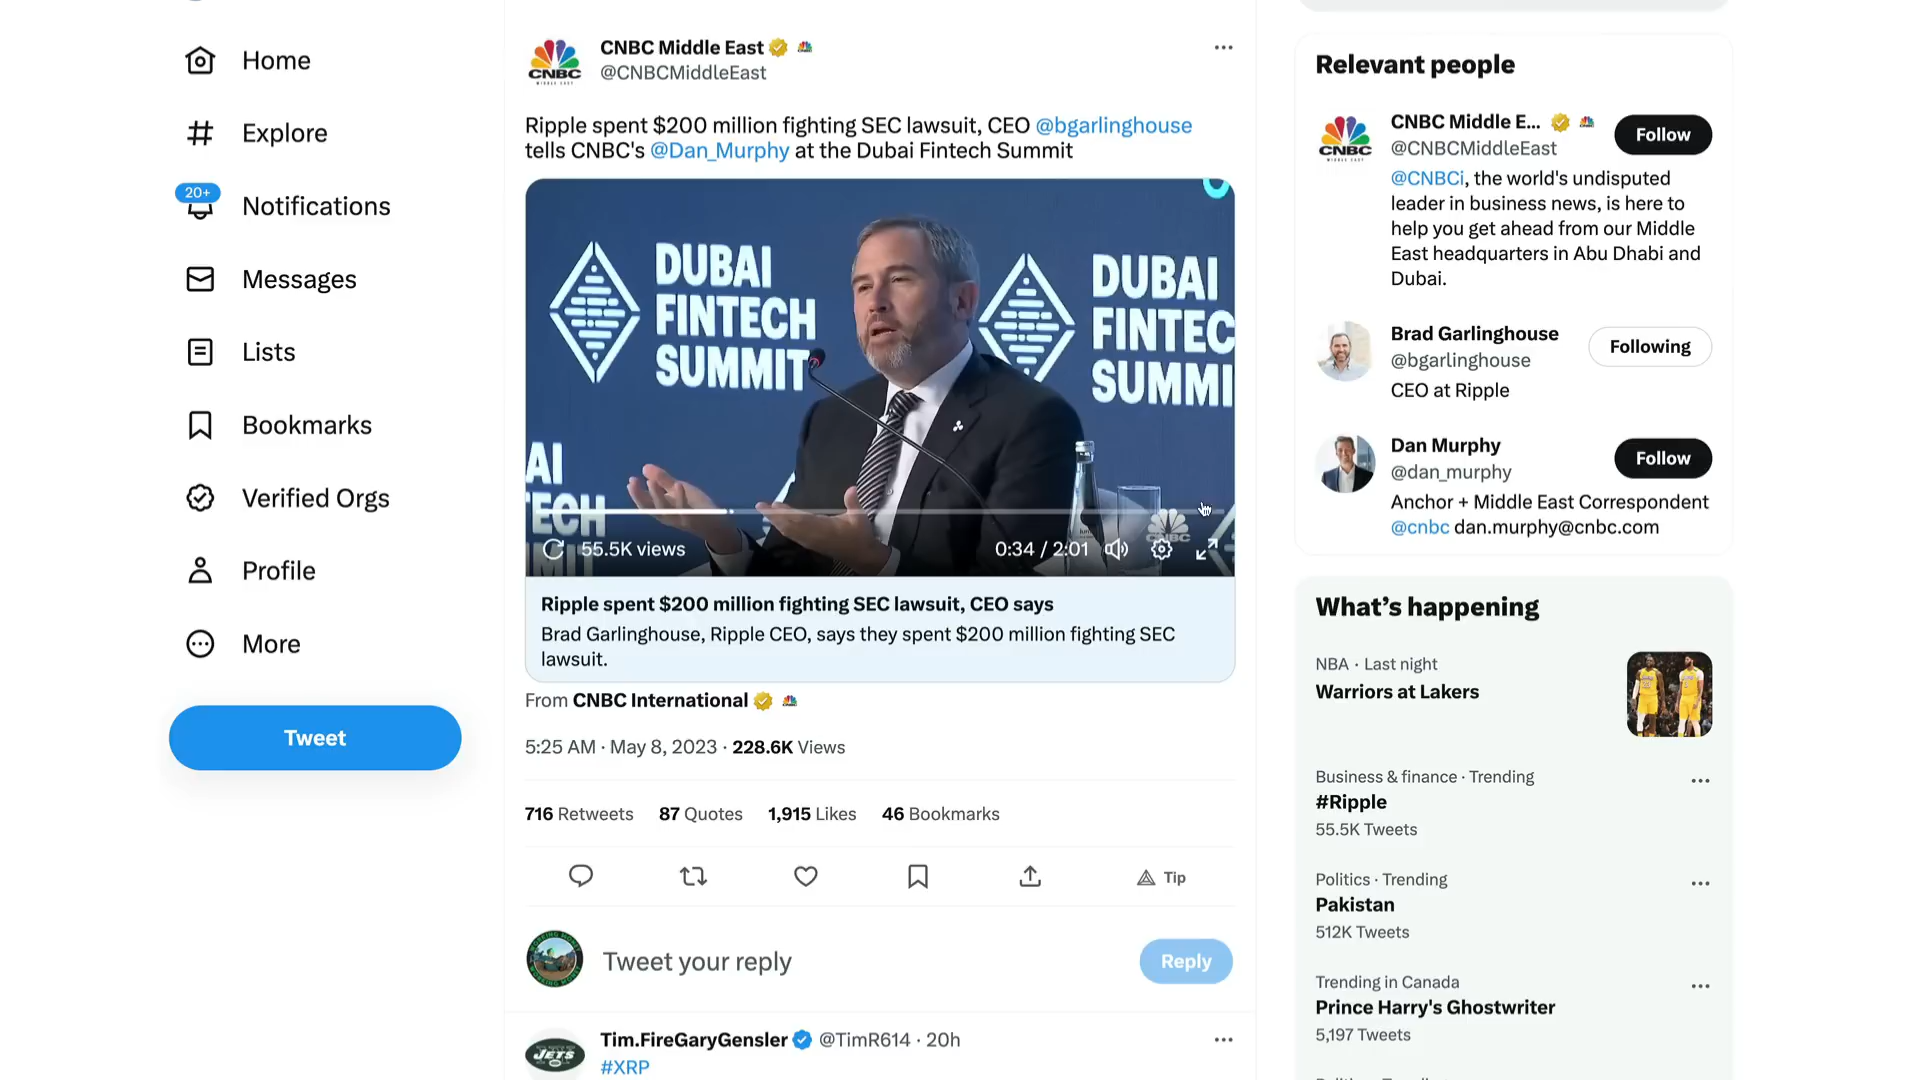 Home
Explore
20+
Notifications
Messages
Lists
Bookmarks
Verified Orgs
Profile
More
Tweet
CNBC Middle East
@CNBCMiddleEast
CNBC
MIDDLE EAST
Ripple spent $200 million fighting SEC lawsuit, CEO @bgarlinghouse
tells CNBC's @Dan_Murphy at the Dubai Fintech Summit
DUBAI
FINTECH
SUMMIT
DUBAI
FINTEC
SUMMI
AI
TECH
MMIT
CNBC
55.5K views
0:34 / 2:01
Ripple spent $200 million fighting SEC lawsuit, CEO says
Brad Garlinghouse, Ripple CEO, says they spent $200 million fighting SEC
lawsuit.
From CNBC International
5:25 AM · May 8, 2023 · 228.6K Views
716 Retweets 87 Quotes 1,915 Likes 46 Bookmarks
Tip
Tweet your reply
Reply
JETS
Tim.FireGaryGensler @TimR614 · 20h
#XRP
Relevant people
CNBC
CNBC Middle E...
@CNBCMiddleEast
Follow
@CNBCi, the world's undisputed
leader in business news, is here to
help you get ahead from our Middle
East headquarters in Abu Dhabi and
Dubai.
Brad Garlinghouse
@bgarlinghouse
Following
CEO at Ripple
Dan Murphy
@dan_murphy
Follow
Anchor + Middle East Correspondent
@cnbc dan.murphy@cnbc.com
What's happening
NBA · Last night
Warriors at Lakers
Business & finance · Trending
#Ripple
55.5K Tweets
Politics · Trending
Pakistan
512K Tweets
Trending in Canada
Prince Harry's Ghostwriter
5,197 Tweets